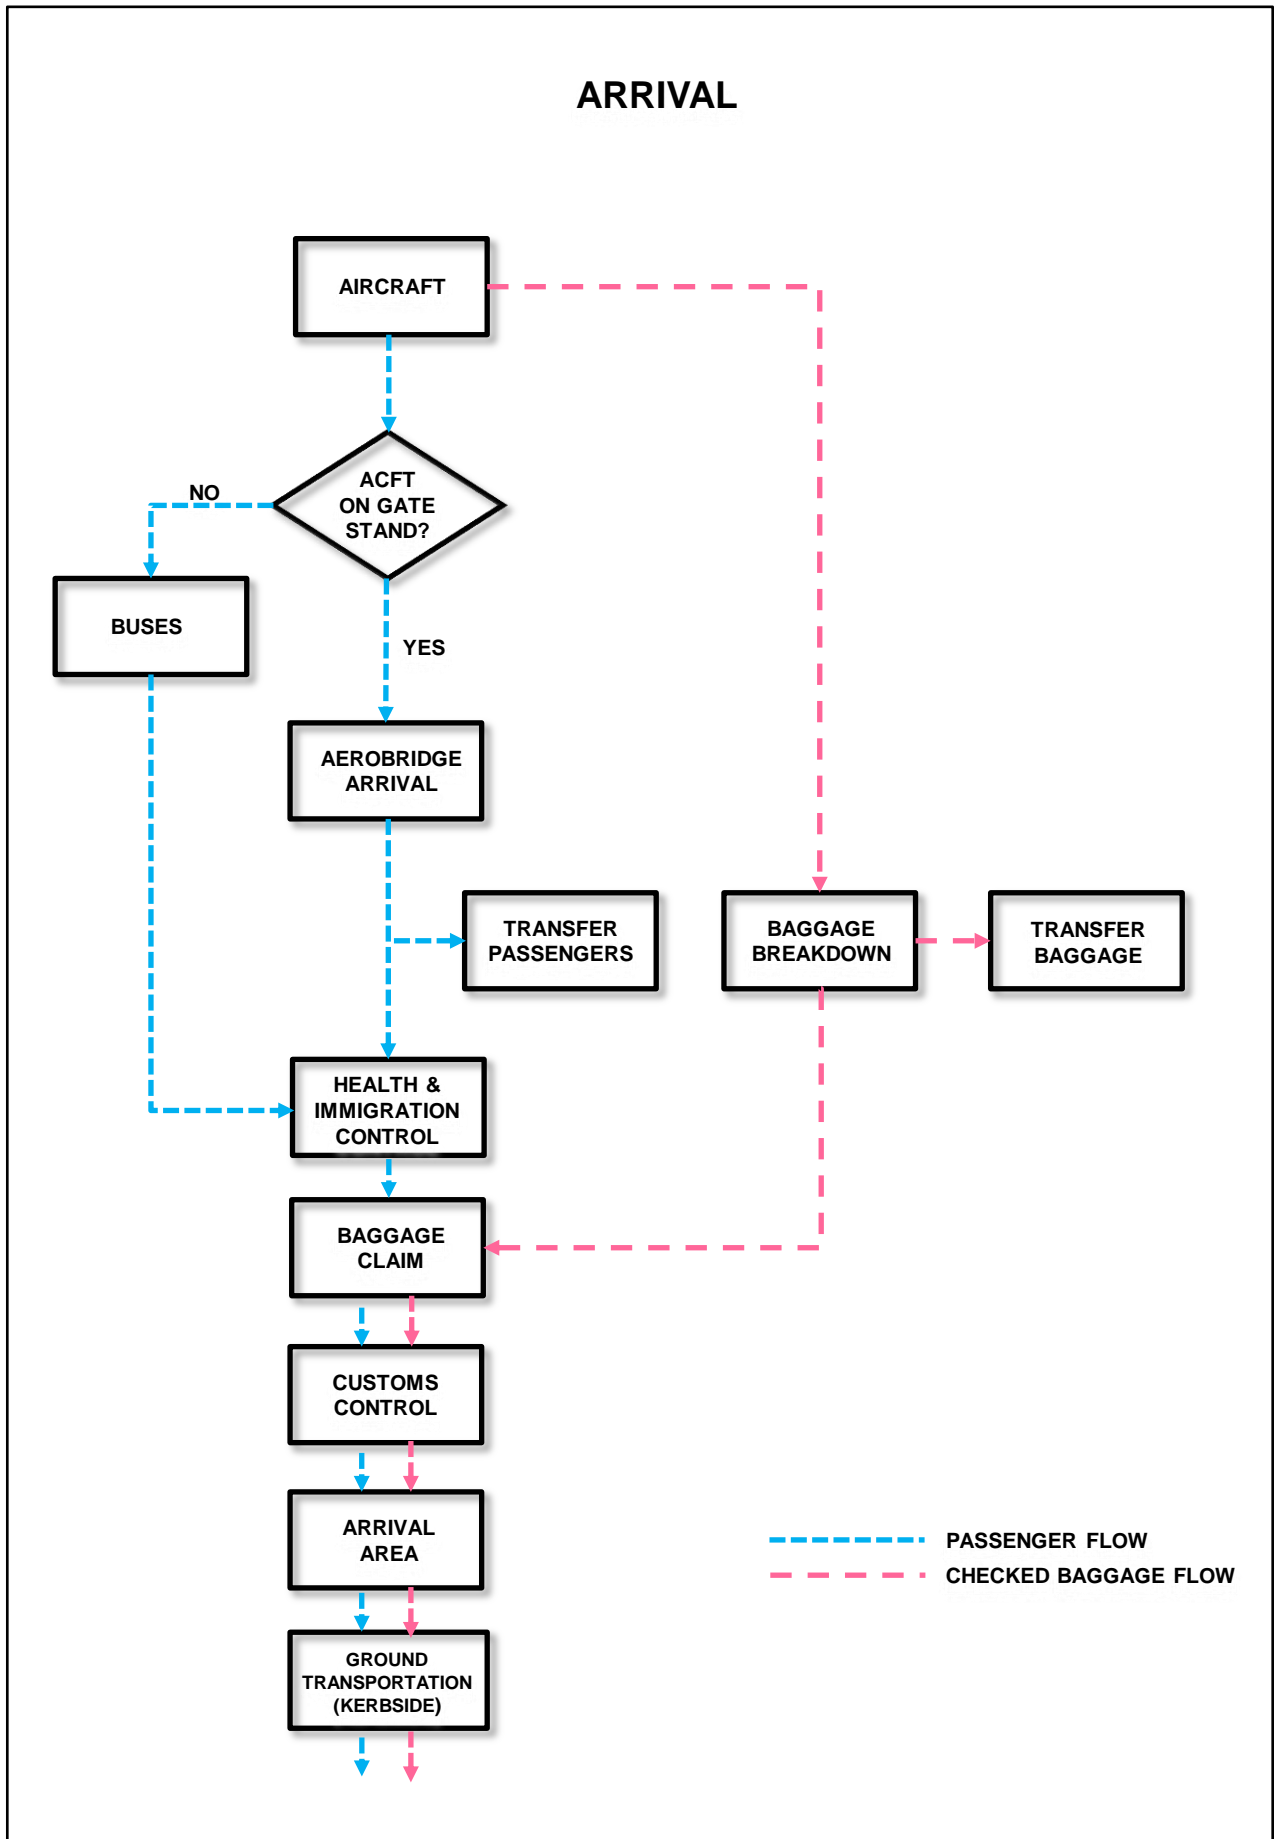 ARRIVAL
AIRCRAFT
ACFT
ON GATE
STAND?
NO
BUSES
YES
AEROBRIDGE
ARRIVAL
TRANSFER
PASSENGERS
BAGGAGE
BREAKDOWN
TRANSFER
BAGGAGE
HEALTH &
IMMIGRATION
CONTROL
BAGGAGE
CLAIM
CUSTOMS
CONTROL
ARRIVAL
AREA
PASSENGER FLOW
CHECKED BAGGAGE FLOW
GROUND
TRANSPORTATION
(KERBSIDE)